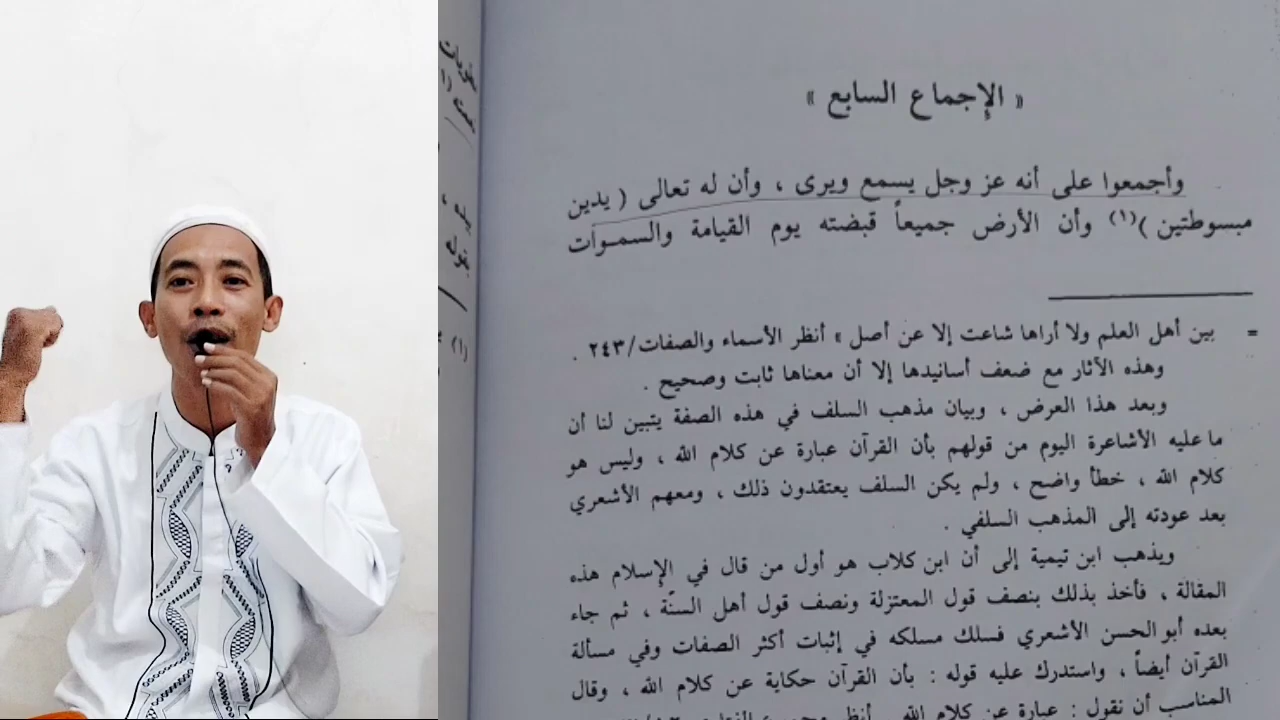 « الإجماع السابع »
وأجمعوا على أنه عز وجل يسمع ويرى ، وأن له تعالى ( يدين
مبسوطتين )(١) وأن الأرض جميعاً قبضته يوم القيامة والسموات
= بين أهل العلم ولا أراها شاعت إلا عن أصل » أنظر الأسماء والصفات/٢٤٣ .
وهذه الآثار مع ضعف أسانيدها إلا أن معناها ثابت وصحيح .
وبعد هذا العرض ، وبيان مذهب السلف في هذه الصفة يتبين لنا أن
ما عليه الأشاعرة اليوم من قولهم بأن القرآن عبارة عن كلام الله ، وليس هو
كلام الله ، خطأ واضح ، ولم يكن السلف يعتقدون ذلك ، ومعهم الأشعري
بعد عودته إلى المذهب السلفي .
ويذهب ابن تيمية إلى أن ابن كلاب هو أول من قال في الإسلام هذه
المقالة ، فأخذ بذلك بنصف قول المعتزلة ونصف قول أهل السنّة ، ثم جاء
بعده أبو الحسن الأشعري فسلك مسلكه في إثبات أكثر الصفات وفي مسألة
القرآن أيضاً ، واستدرك عليه قوله : بأن القرآن حكاية عن كلام الله ، وقال
المناسب أن نقول : عبارة عن كلام الله
بيده ،
بقوله
(١)